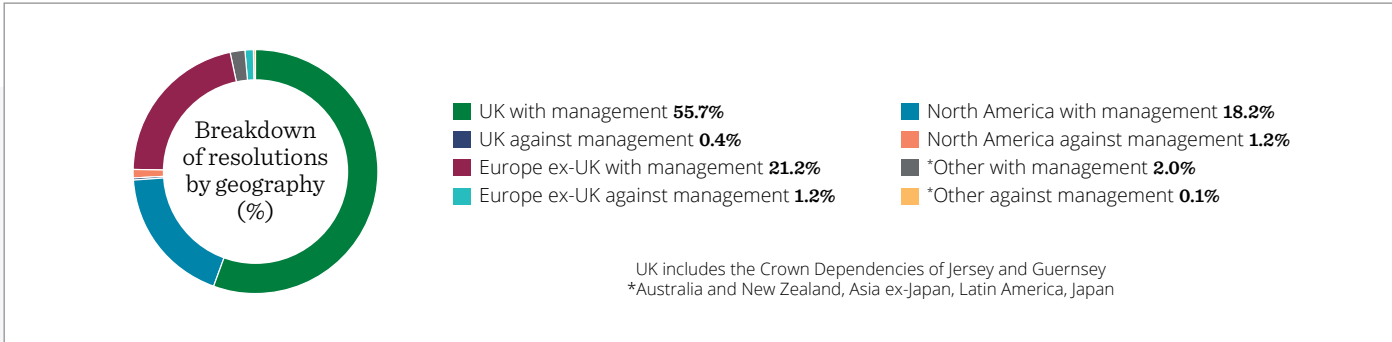 Breakdown
of resolutions
by geography
(%)
UK with management 55.7%
UK against management 0.4%
Europe ex-UK with management 21.2%
Europe ex-UK against management 1.2%
North America with management 18.2%
North America against management 1.2%
*Other with management 2.0%
*Other against management 0.1%
UK includes the Crown Dependencies of Jersey and Guernsey
*Australia and New Zealand, Asia ex-Japan, Latin America, Japan